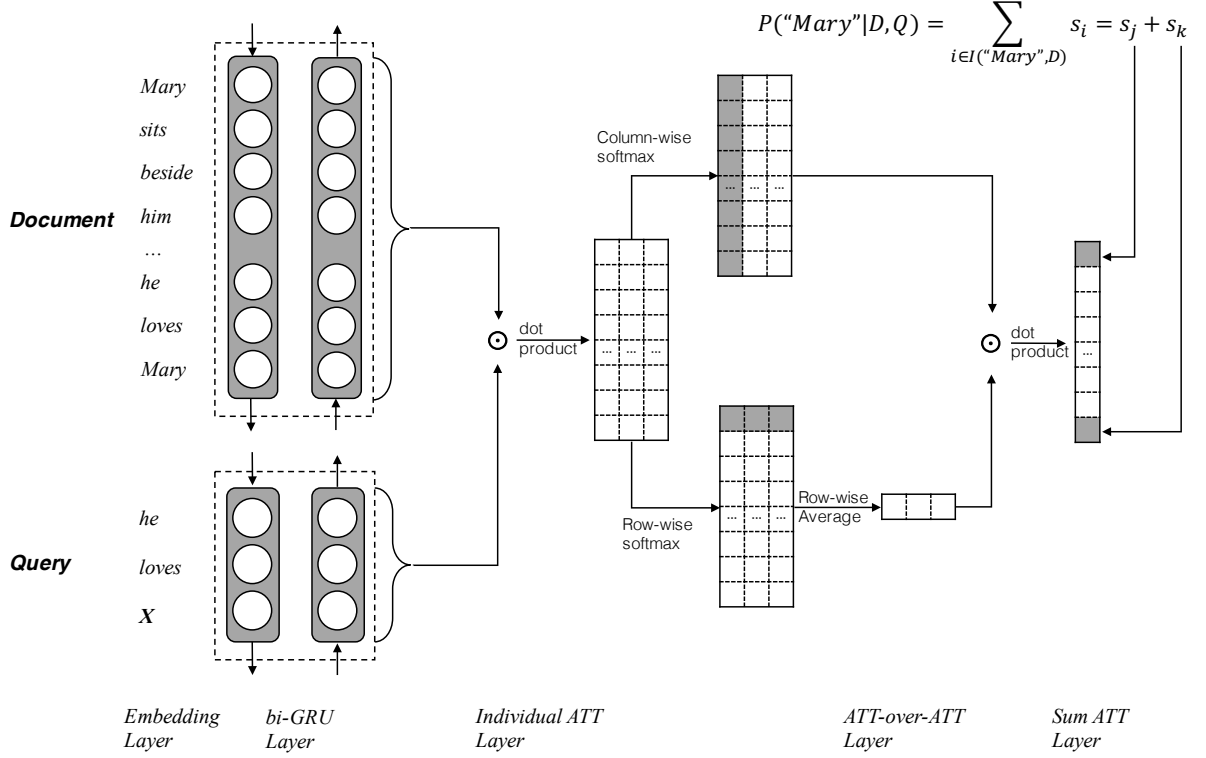 P("Mary"|D,Q) = ∑ s_i = s_j + s_k
i∈I("Mary",D)
Mary
sits
beside
Document
him
...
he
loves
Mary
Column-wise
softmax
... ... ...
dot
product
... ... ...
dot
product
...
Query
he
loves
X
Row-wise
softmax
... ... ...
Row-wise
Average
Embedding
Layer
bi-GRU
Layer
Individual ATT
Layer
ATT-over-ATT
Layer
Sum ATT
Layer